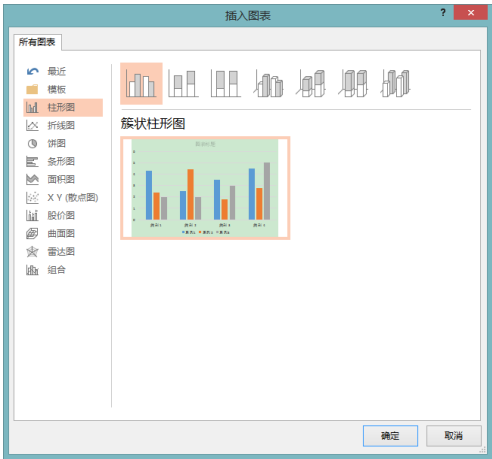 插入图表
?
×
所有图表
最近
模板
柱形图
折线图
饼图
条形图
面积图
X Y (散点图)
股价图
曲面图
雷达图
组合
簇状柱形图
确定
取消